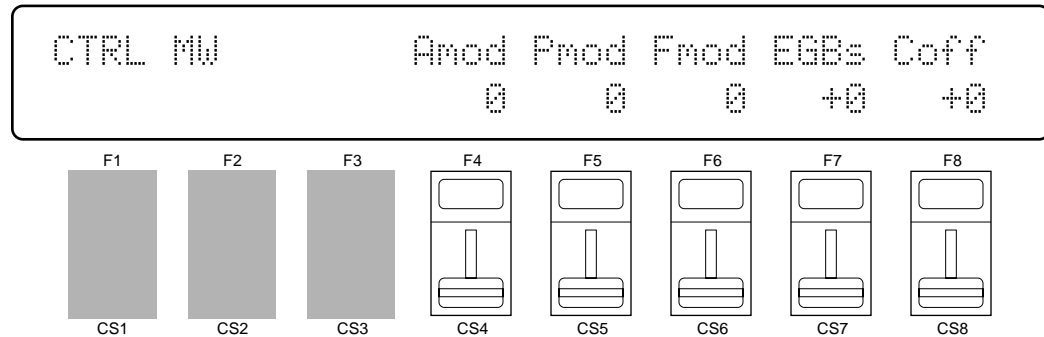 CTRL MW Amod Pmod Fmod EGBs Coff
0 0 0 +0 +0
F1 F2 F3 F4 F5 F6 F7 F8
CS1 CS2 CS3 CS4 CS5 CS6 CS7 CS8